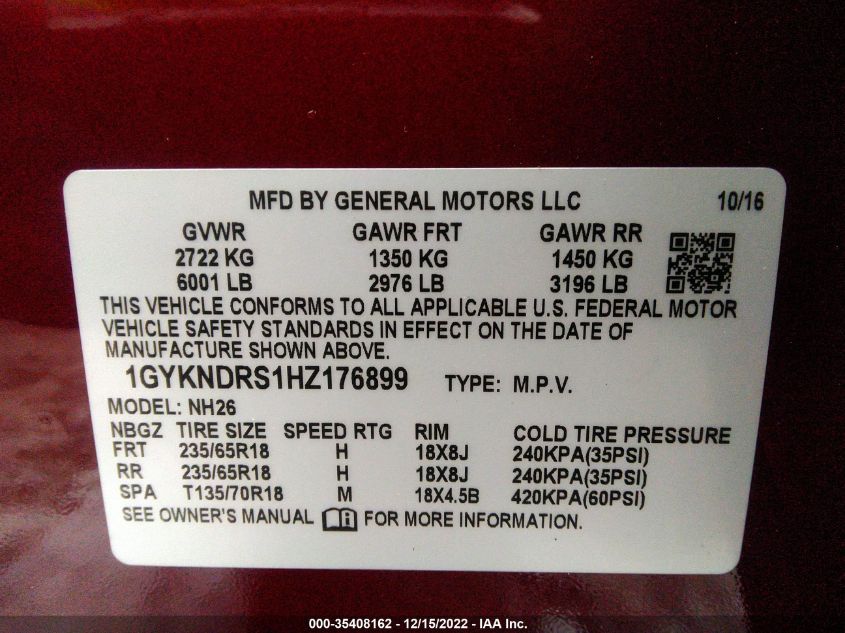 MFD BY GENERAL MOTORS LLC 10/16
GVWR GAWR FRT GAWR RR
2722 KG 1350 KG 1450 KG
6001 LB 2976 LB 3196 LB
THIS VEHICLE CONFORMS TO ALL APPLICABLE U.S. FEDERAL MOTOR
VEHICLE SAFETY STANDARDS IN EFFECT ON THE DATE OF
MANUFACTURE SHOWN ABOVE.
1GYKNDRS1HZ176899 TYPE: M.P.V.
MODEL: NH26
NBGZ TIRE SIZE SPEED RTG RIM COLD TIRE PRESSURE
FRT 235/65R18 H 18X8J 240KPA(35PSI)
RR 235/65R18 H 18X8J 240KPA(35PSI)
SPA T135/70R18 M 18X4.5B 420KPA(60PSI)
SEE OWNER'S MANUAL FOR MORE INFORMATION.
000-35408162 - 12/15/2022 - IAA Inc.